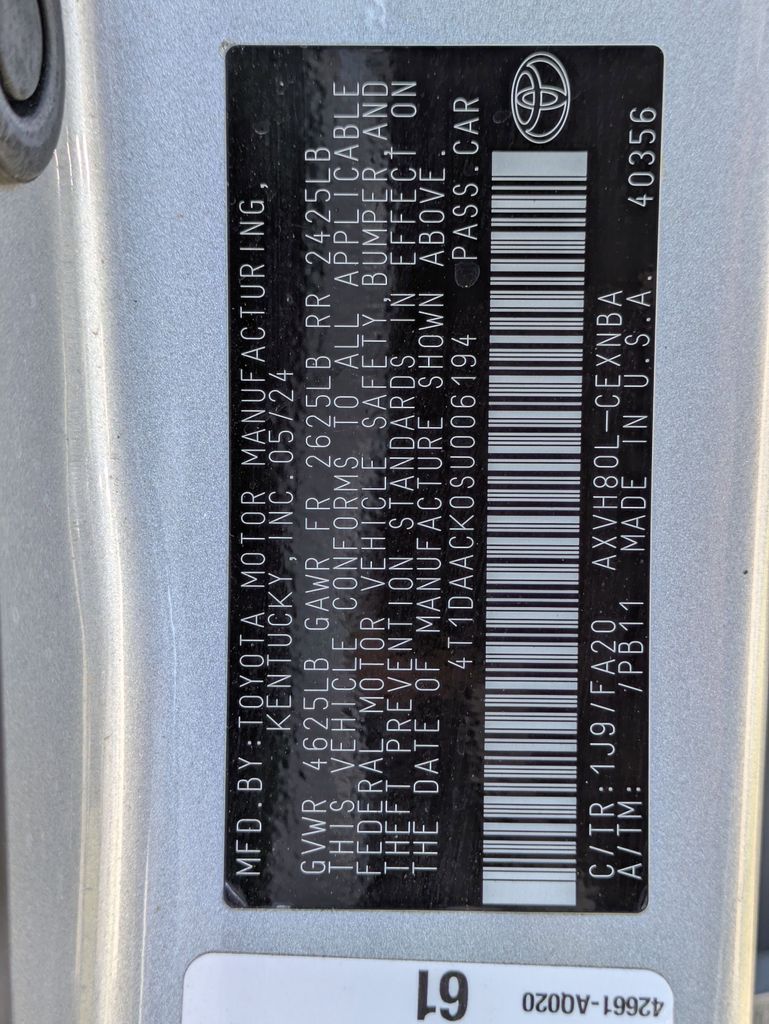 MFD.BY:TOYOTA MOTOR MANUFACTURING,
KENTUCKY,INC.05/24
GVWR 4625LB GAWR FR 2625LB RR 2425LB
THIS VEHICLE CONFORMS TO ALL APPLICABLE
FEDERAL MOTOR VEHICLE SAFETY,BUMPER,AND
THEFT PREVENTION STANDARDS IN EFFECT ON
THE DATE OF MANUFACTURE SHOWN ABOVE.
4T1DAACK0SU006194 PASS.CAR
C/IR:1J9/FA20 AXVH80L-CEXNBA
A/TM: /PB11 MADE IN U.S.A. 40356
61
42661-AQ020